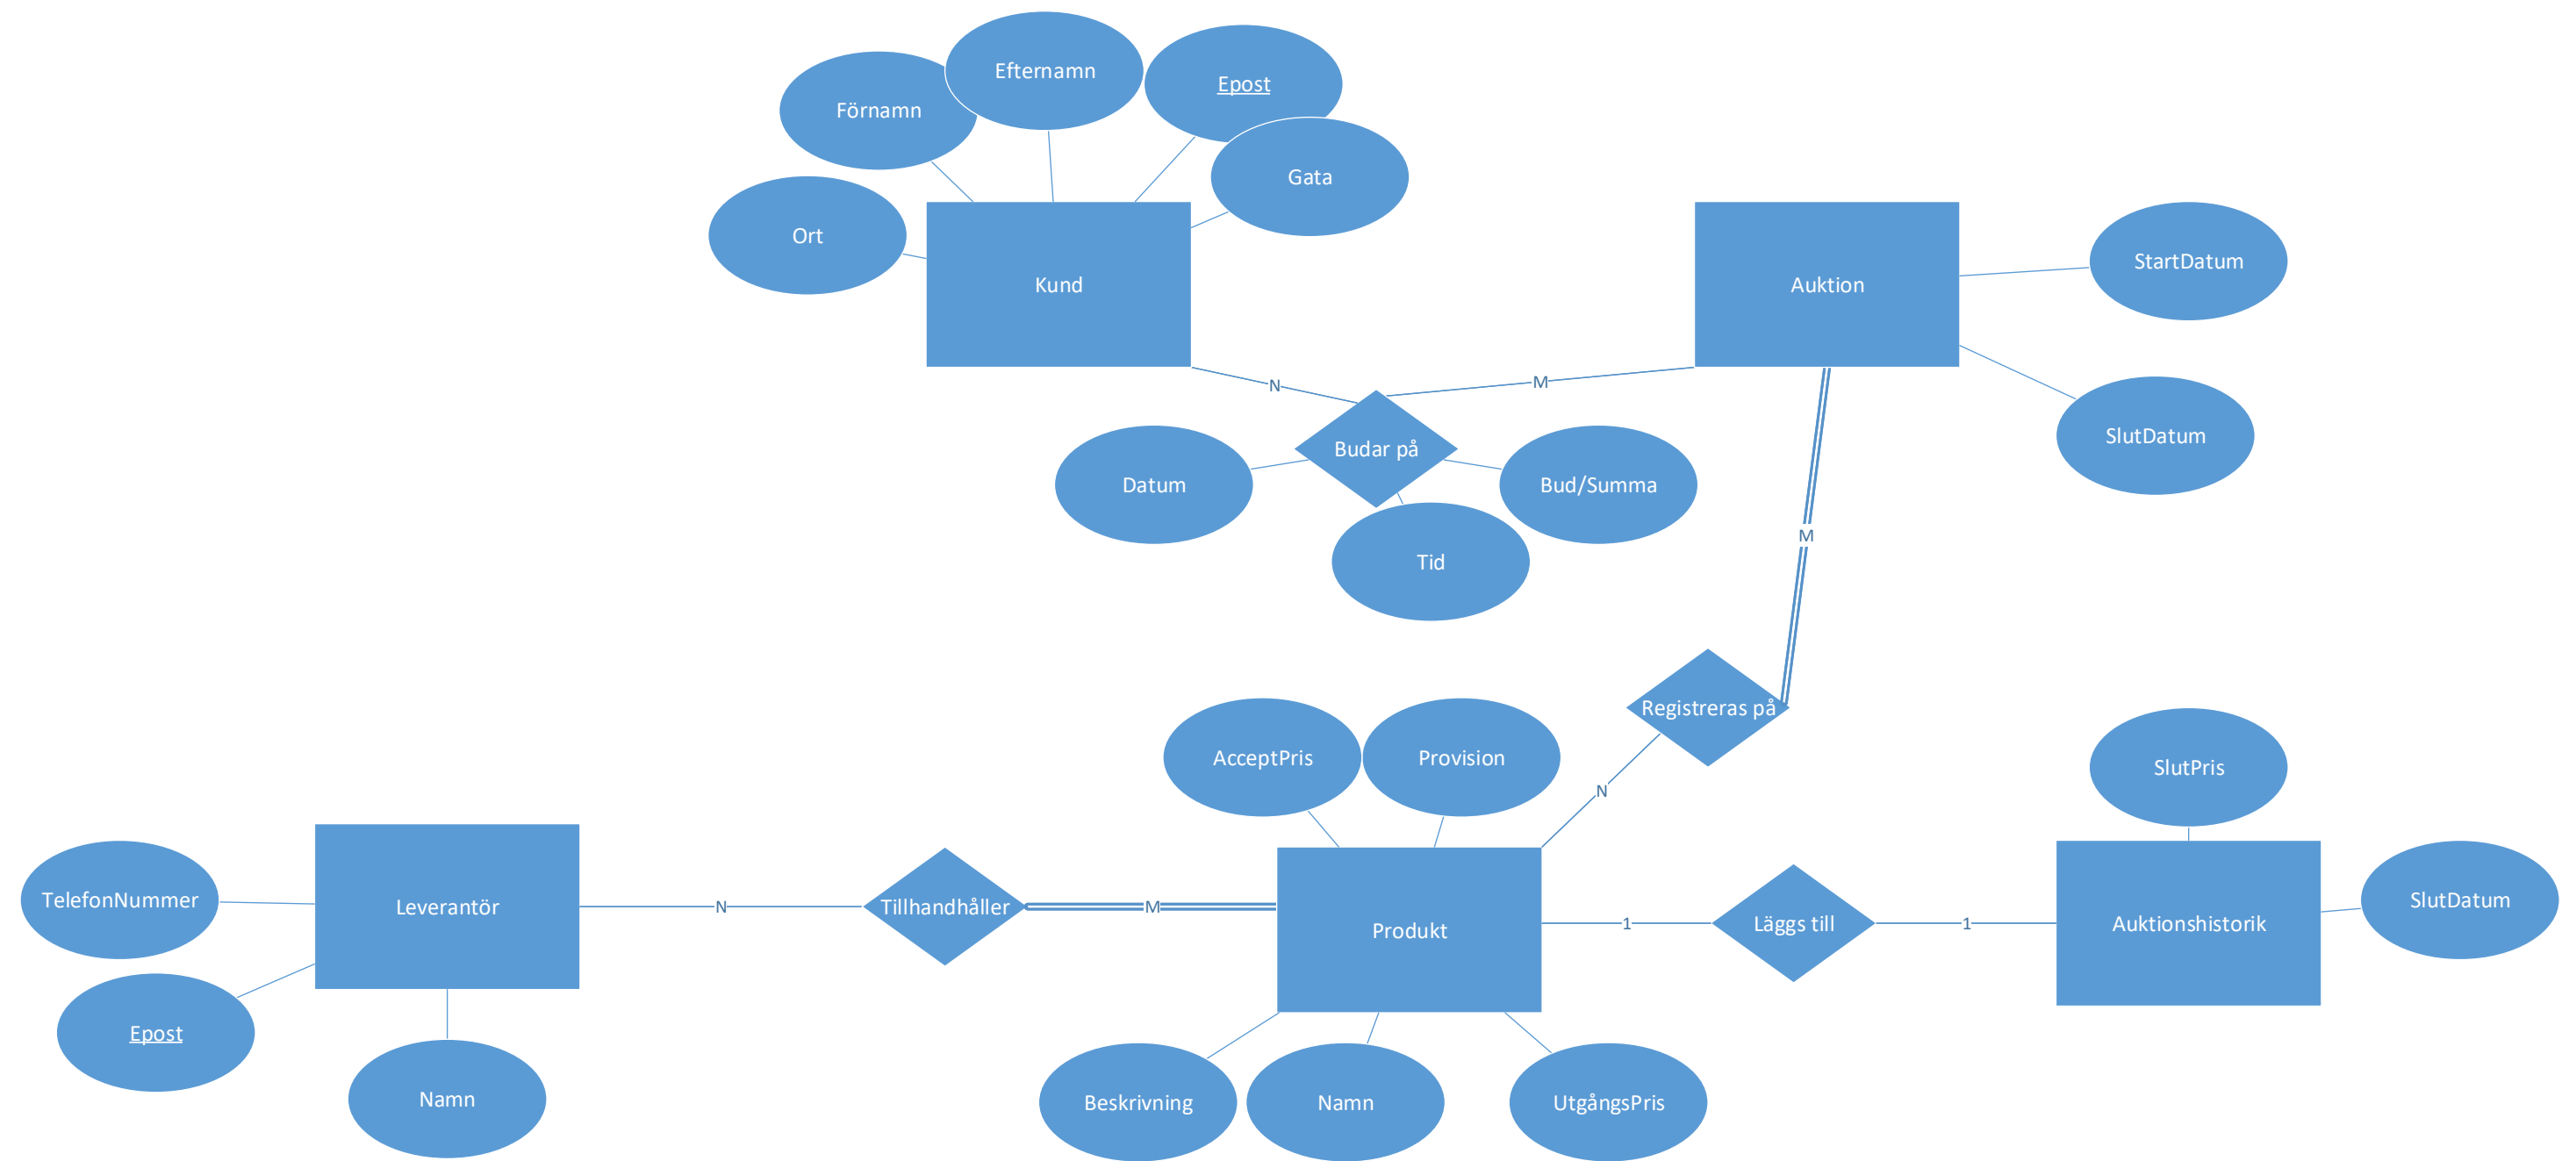 Efternamn
Epost
Förnamn
Gata
Ort
Kund
Auktion
StartDatum
N
M
SlutDatum
Budar på
Datum
Bud/Summa
Tid
M
Registreras på
AcceptPris
Provision
N
SlutPris
TelefonNummer
Leverantör
N
Tillhandhåller
M
Produkt
1
Läggs till
1
Auktionshistorik
SlutDatum
Epost
Namn
Beskrivning
Namn
UtgångsPris